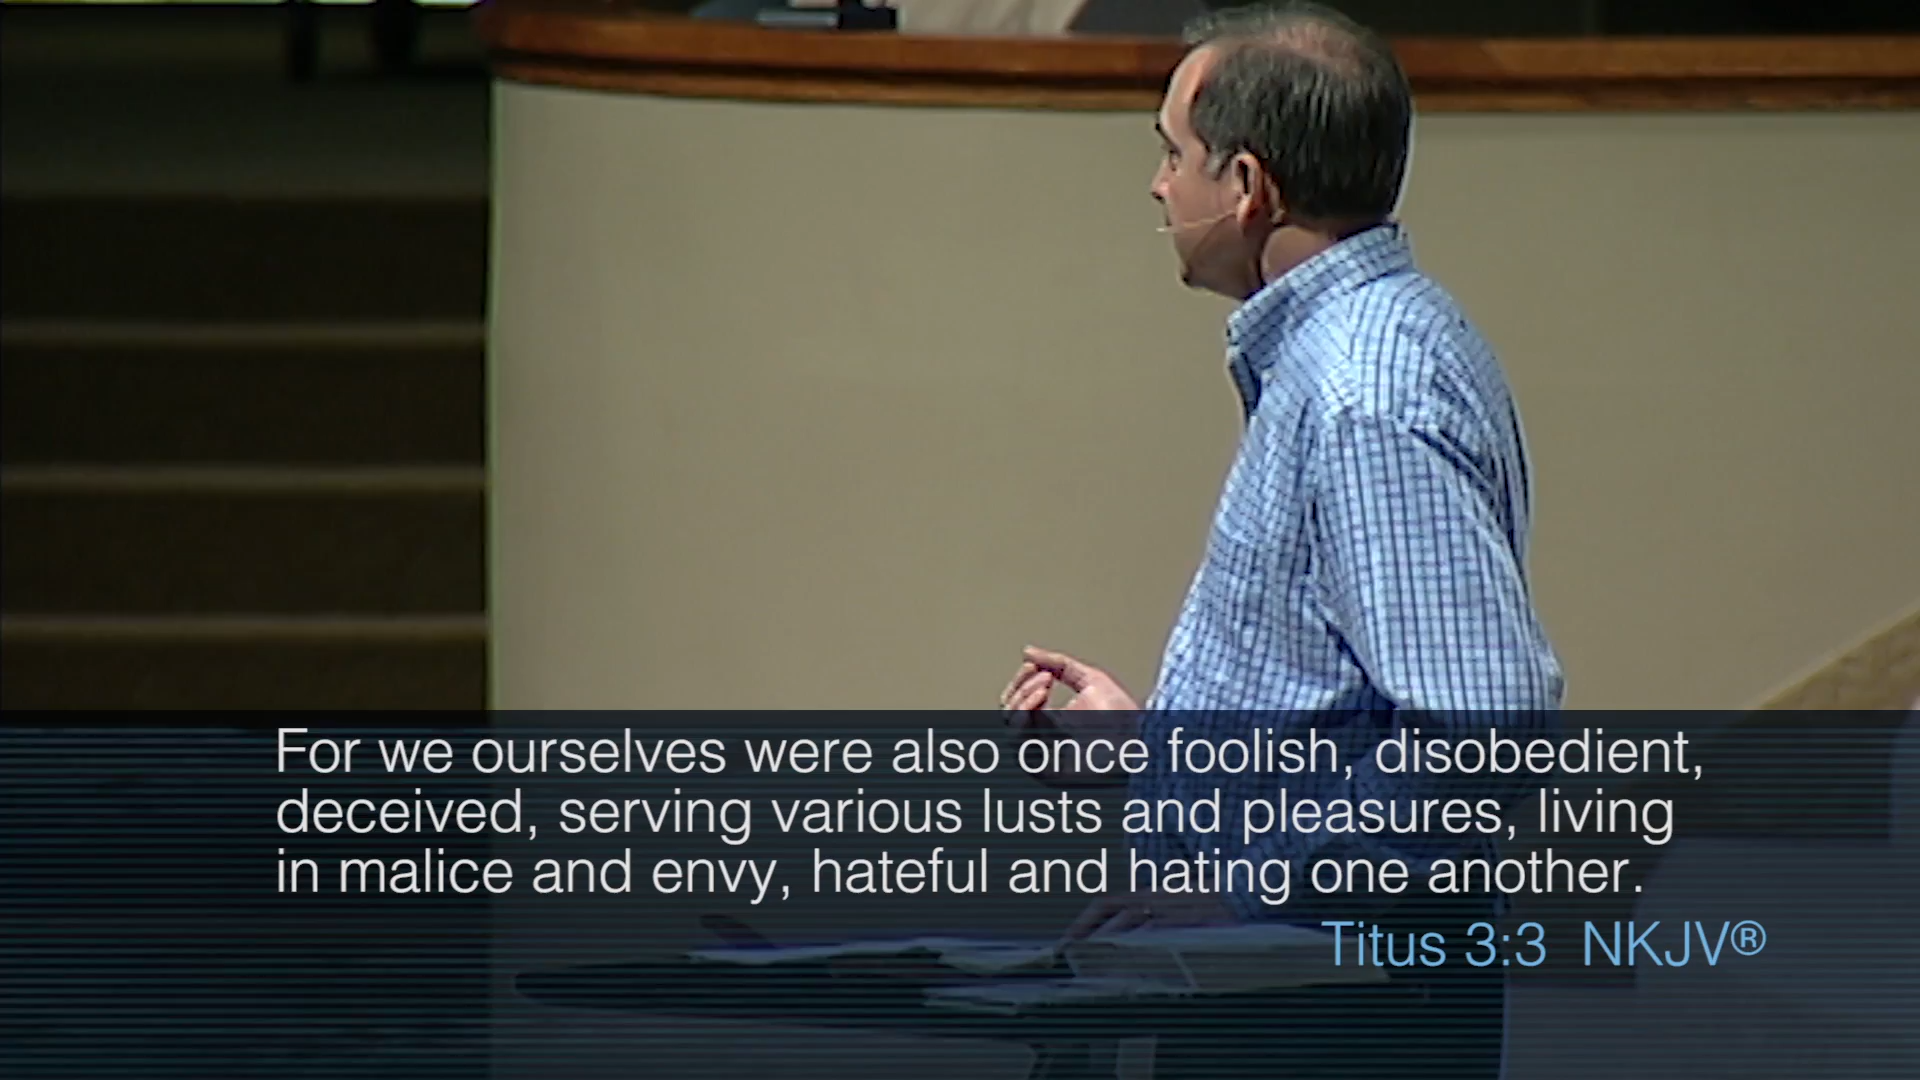 For we ourselves were also once foolish, disobedient,
deceived, serving various lusts and pleasures, living
in malice and envy, hateful and hating one another.
Titus 3:3 NKJV®